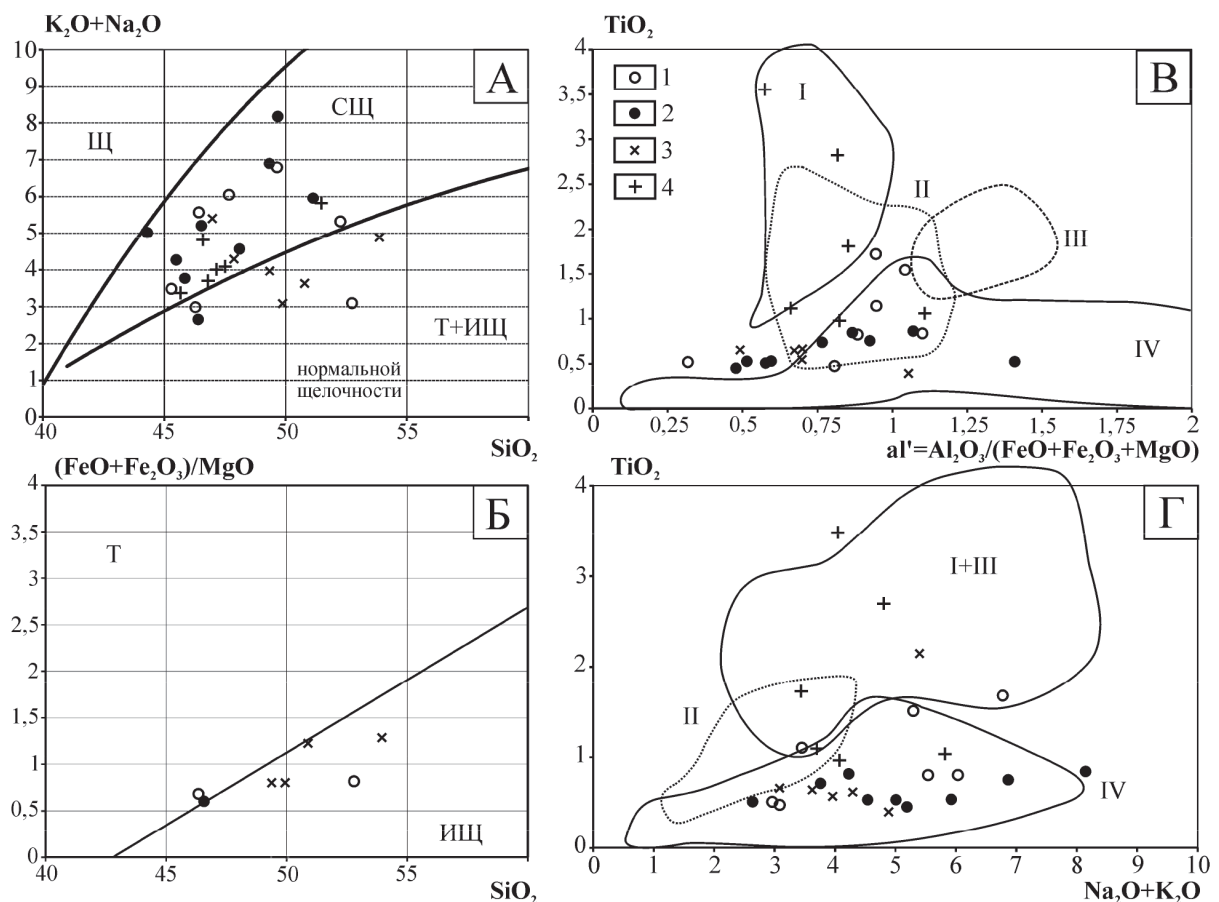 K₂O+Na₂O
10
9
8
7
6
5
4
3
2
1
0
40
45
50
55
SiO₂
А
Щ
СЩ
Т+ИЩ
нормальной
щелочности
TiO₂
4
3,5
3
2,5
2
1,5
1
0,5
0
0
0,25
0,5
0,75
1
1,25
1,5
1,75
2
al'=Al₂O₃/(FeO+Fe₂O₃+MgO)
В
1
2
3
4
I
II
III
IV
(FeO+Fe₂O₃)/MgO
4
3,5
3
2,5
2
1,5
1
0,5
0
40
45
50
55
SiO₂
Б
Т
ИЩ
TiO₂
4
3
2
1
0
0
1
2
3
4
5
6
7
8
9
10
Na₂O+K₂O
Г
I+III
II
IV